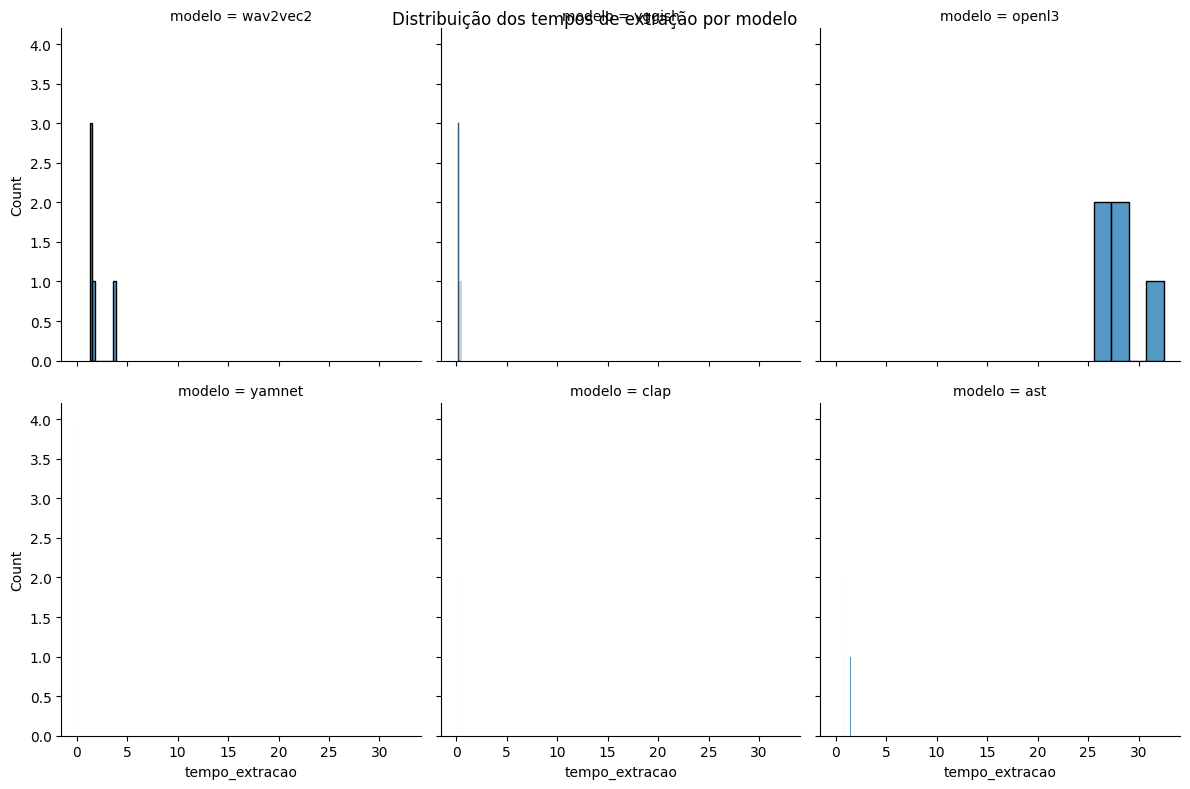 Distribuição dos tempos de extração por modelo
modelo = wav2vec2
modelo = vggish
modelo = openl3
4.0
3.5
3.0
2.5
2.0
1.5
1.0
0.5
0.0
Count
modelo = yamnet
modelo = clap
modelo = ast
4.0
3.5
3.0
2.5
2.0
1.5
1.0
0.5
0.0
Count
0 5 10 15 20 25 30
0 5 10 15 20 25 30
0 5 10 15 20 25 30
tempo_extracao
tempo_extracao
tempo_extracao